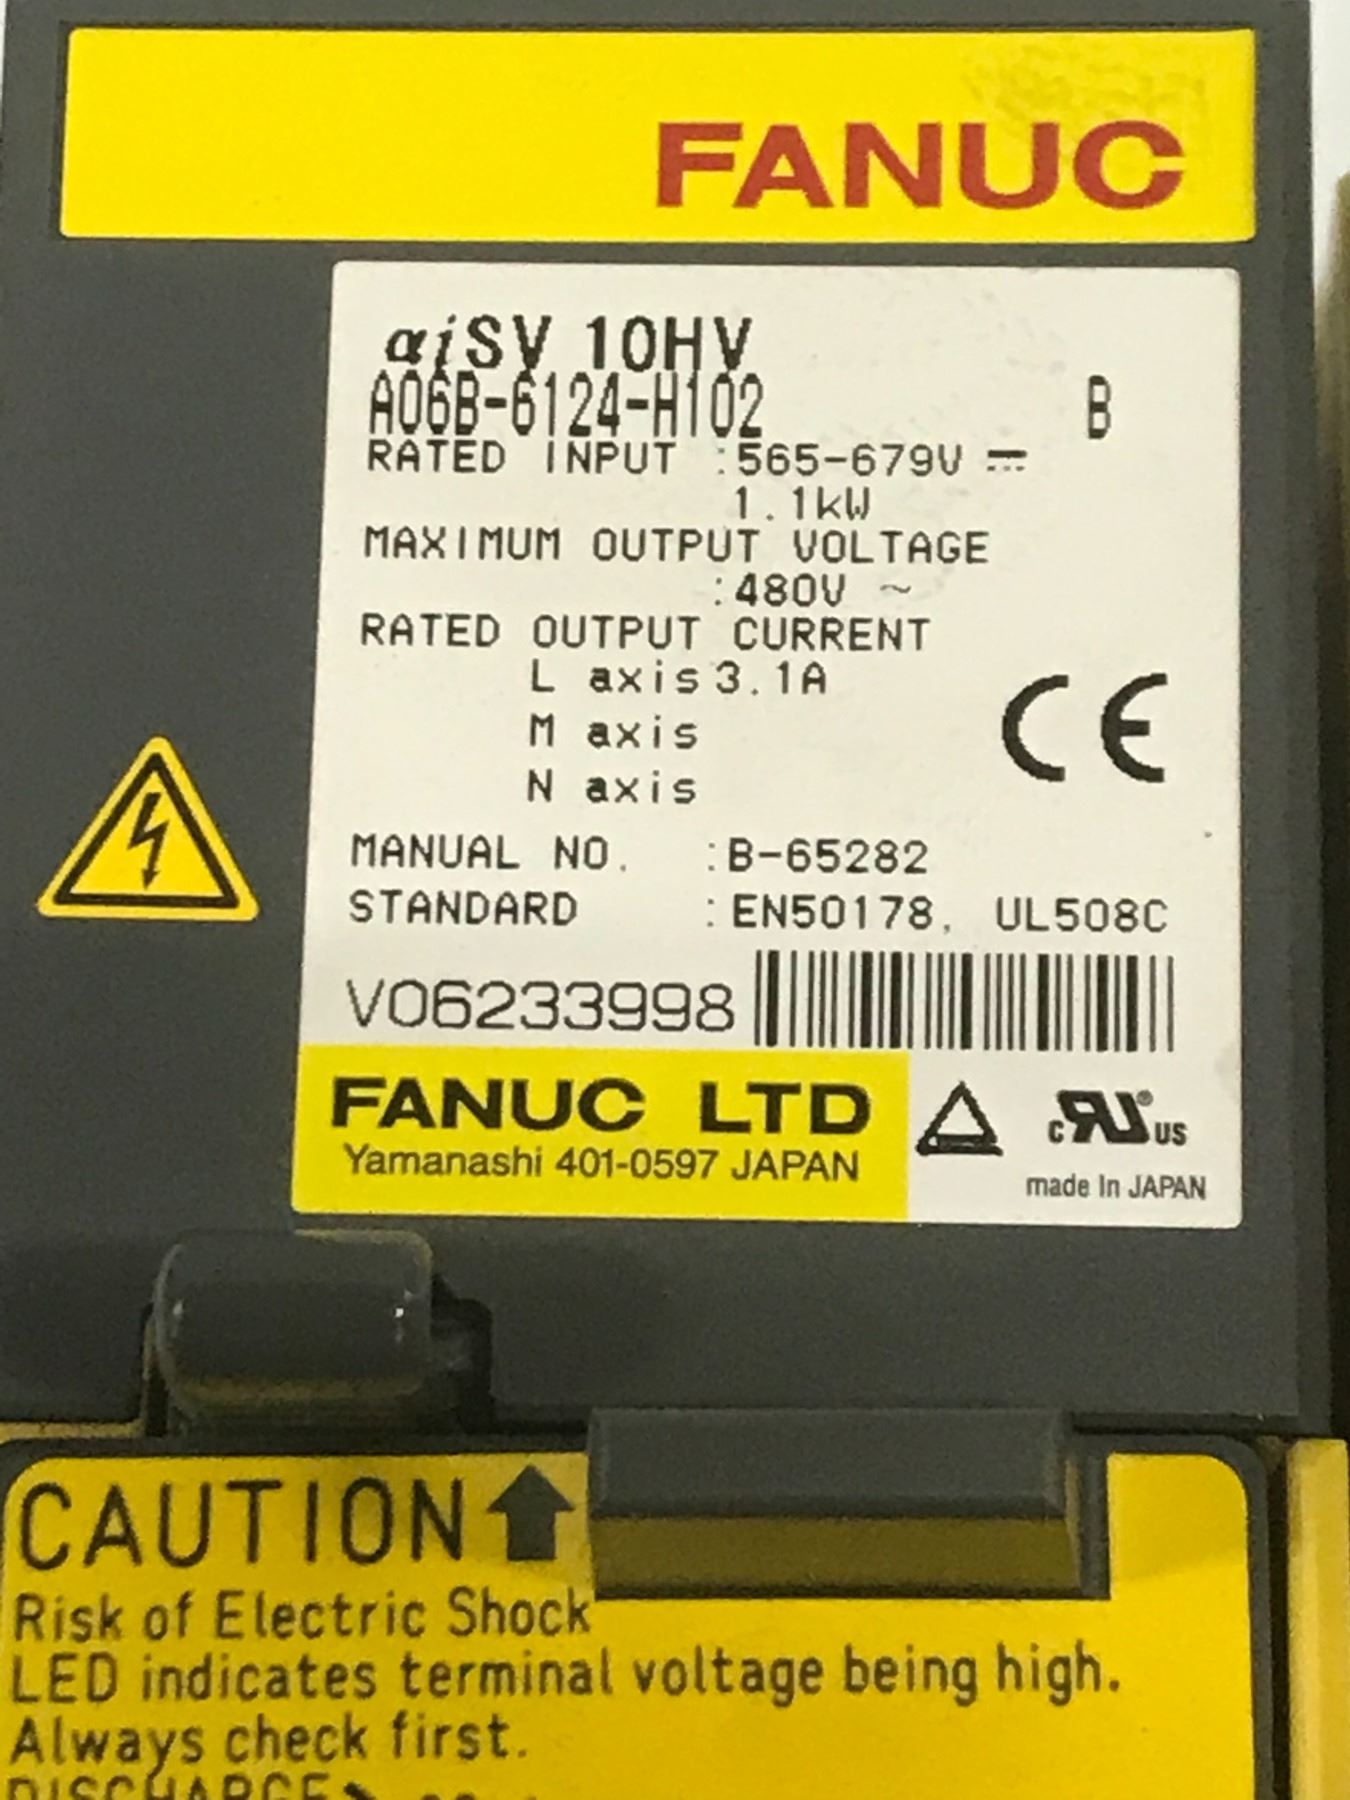 FANUC
αiSV 10HV
A06B-6124-H102 B
RATED INPUT :565-679V ⎓
1.1kW
MAXIMUM OUTPUT VOLTAGE
:480V ~
RATED OUTPUT CURRENT
L axis 3.1A
M axis
N axis
CE
MANUAL NO. :B-65282
STANDARD :EN50178, UL508C
V06233998
FANUC LTD
Yamanashi 401-0597 JAPAN
c RU ® US
made In JAPAN
CAUTION
Risk of Electric Shock
LED indicates terminal voltage being high.
Always check first.
DISCHARGE>